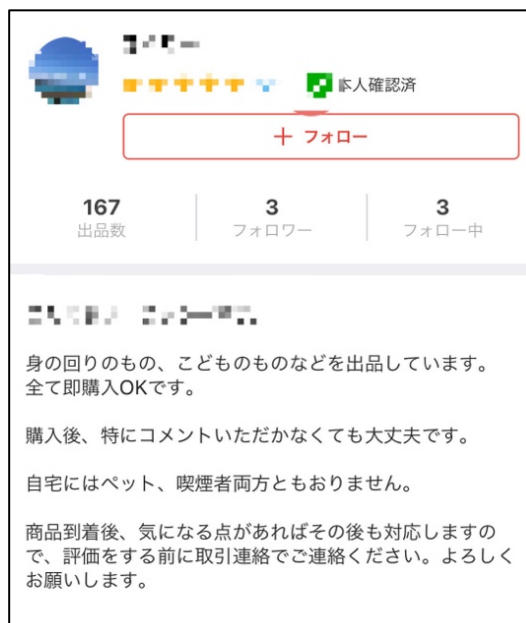 本人確認済
＋ フォロー
167
出品数
3
フォロワー
3
フォロー中
身の回りのもの、こどものものなどを出品しています。
全て即購入OKです。
購入後、特にコメントいただかなくても大丈夫です。
自宅にはペット、喫煙者両方ともおりません。
商品到着後、気になる点があればその後も対応しますの
で、評価をする前に取引連絡でご連絡ください。よろしく
お願いします。